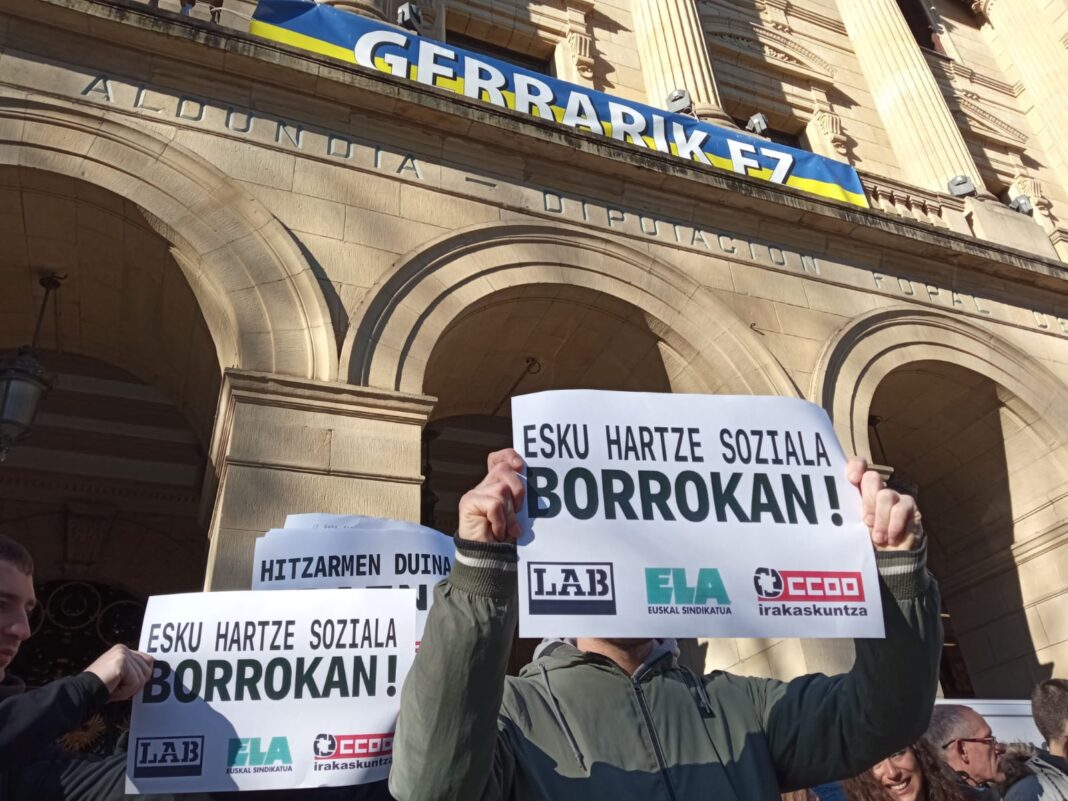 GERRARIK EZ
ALDUNDIA — DIPUTACION FORAL DE
ESKU HARTZE SOZIALA
BORROKAN!
LAB
ELA
EUSKAL SINDIKATUA
CCOO
irakaskuntza
HITZARMEN DUINA
ESKU HARTZE SOZIALA
BORROKAN!
LAB
ELA
EUSKAL SINDIKATUA
CCOO
irakaskuntza